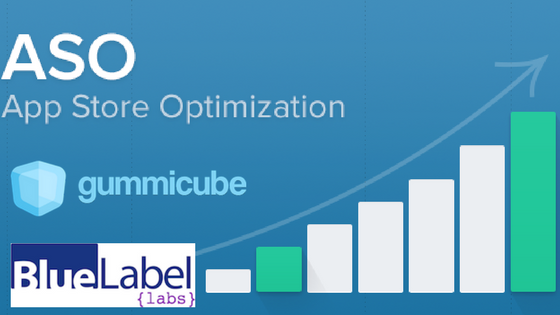 ASO
App Store Optimization
gummicube
BlueLabel
{labs}